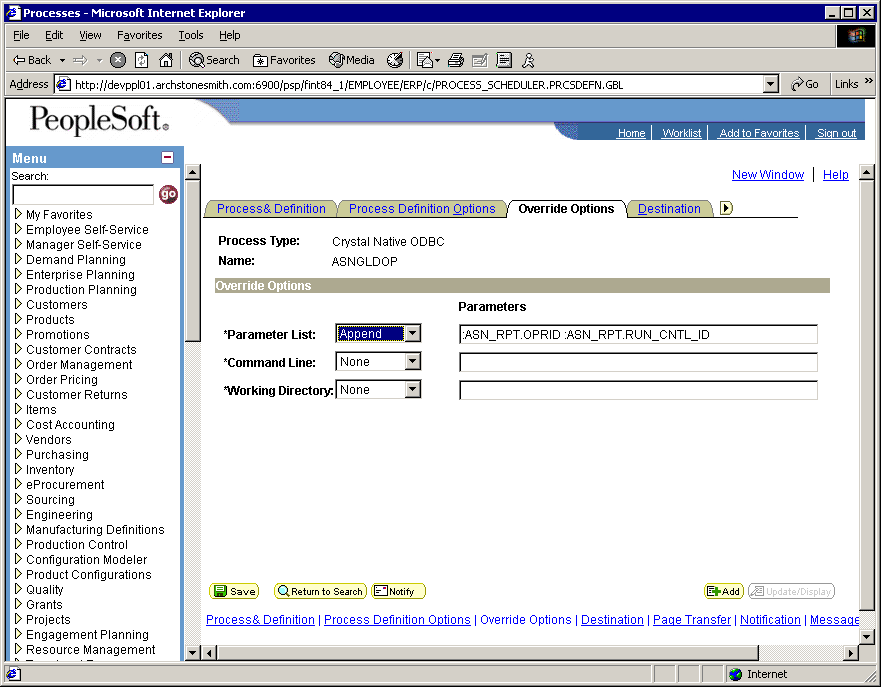 Processes - Microsoft Internet Explorer
File Edit View Favorites Tools Help
Back Search Favorites Media
Address http://devppl01.archstonesmith.com:6900/psp/fint84_1/EMPLOYEE/ERP/c/PROCESS_SCHEDULER.PRCSDEFN.GBL Go Links »
PeopleSoft®
Home Worklist Add to Favorites Sign out
Menu
Search:
go
My Favorites
Employee Self-Service
Manager Self-Service
Demand Planning
Enterprise Planning
Production Planning
Customers
Products
Promotions
Customer Contracts
Order Management
Order Pricing
Customer Returns
Items
Cost Accounting
Vendors
Purchasing
Inventory
eProcurement
Sourcing
Engineering
Manufacturing Definitions
Production Control
Configuration Modeler
Product Configurations
Quality
Grants
Projects
Engagement Planning
Resource Management
New Window | Help
Process& Definition Process Definition Options Override Options Destination
Process Type: Crystal Native ODBC
Name: ASNGLDOP
Override Options
Parameters
*Parameter List: Append :ASN_RPT.OPRID :ASN_RPT.RUN_CNTL_ID
*Command Line: None
*Working Directory: None
Save Return to Search Notify Add Update/Display
Process& Definition | Process Definition Options | Override Options | Destination | Page Transfer | Notification | Message
Internet